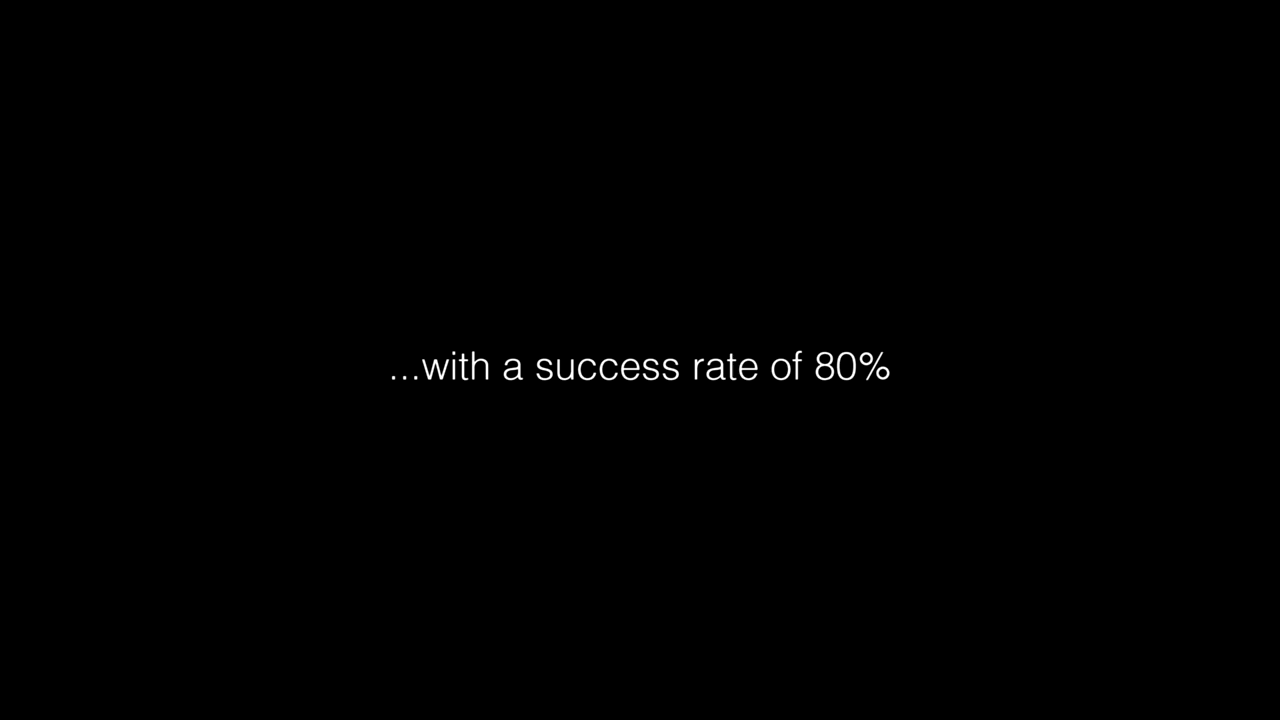 ...with a success rate of 80%